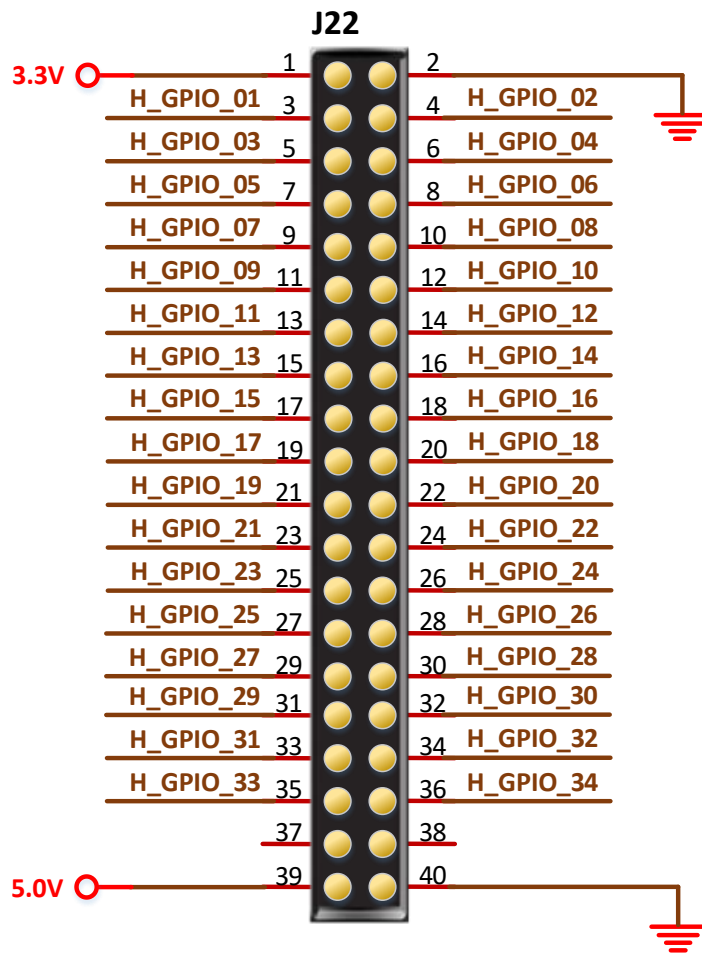 J22
3.3V 1 2
H_GPIO_01 3 4 H_GPIO_02
H_GPIO_03 5 6 H_GPIO_04
H_GPIO_05 7 8 H_GPIO_06
H_GPIO_07 9 10 H_GPIO_08
H_GPIO_09 11 12 H_GPIO_10
H_GPIO_11 13 14 H_GPIO_12
H_GPIO_13 15 16 H_GPIO_14
H_GPIO_15 17 18 H_GPIO_16
H_GPIO_17 19 20 H_GPIO_18
H_GPIO_19 21 22 H_GPIO_20
H_GPIO_21 23 24 H_GPIO_22
H_GPIO_23 25 26 H_GPIO_24
H_GPIO_25 27 28 H_GPIO_26
H_GPIO_27 29 30 H_GPIO_28
H_GPIO_29 31 32 H_GPIO_30
H_GPIO_31 33 34 H_GPIO_32
H_GPIO_33 35 36 H_GPIO_34
37 38
5.0V 39 40